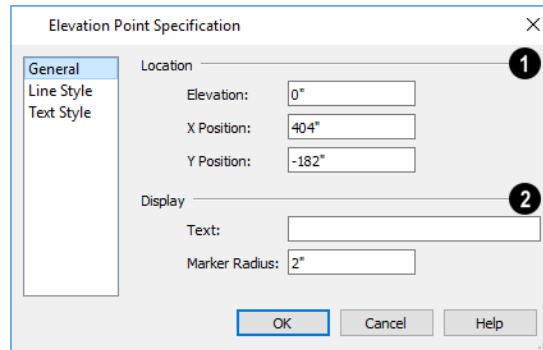 Elevation Point Specification
General
Line Style
Text Style
Location
1
Elevation: 0"
X Position: 404"
Y Position: -182"
Display
2
Text:
Marker Radius: 2"
OK Cancel Help